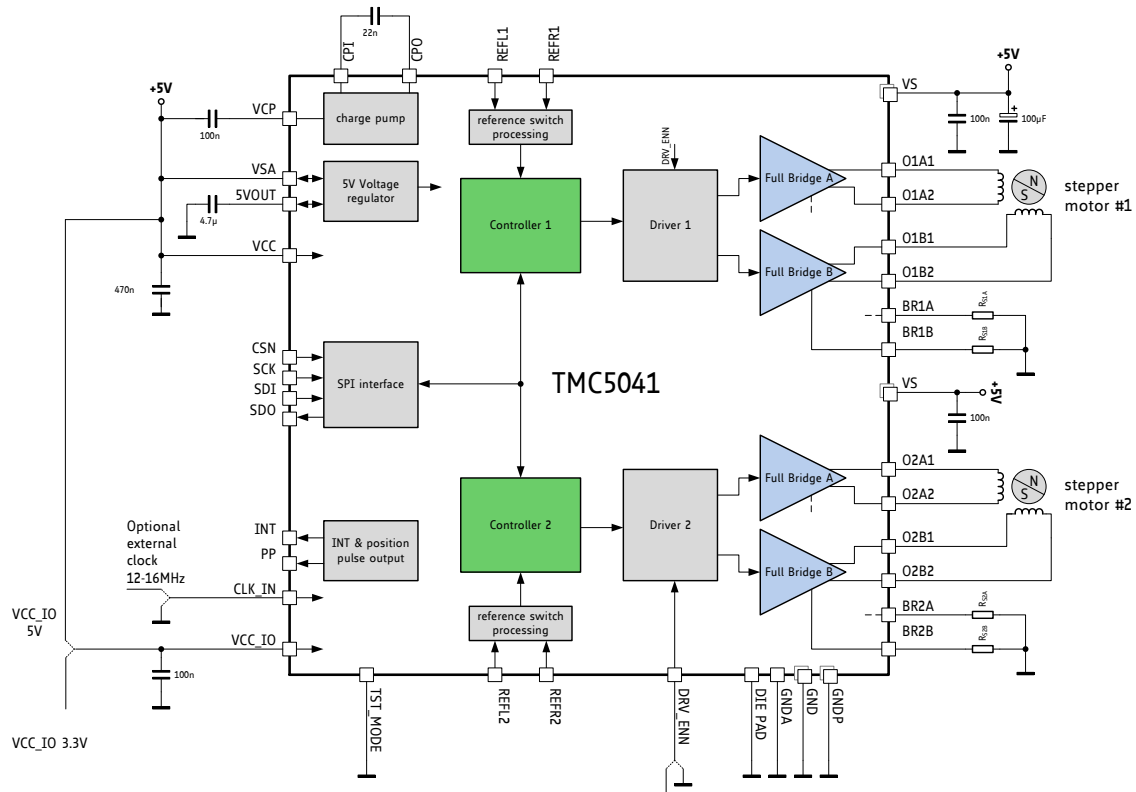 22n
CPI
CPO
REFL1
REFR1
+5V
+5V
VCP
100n
charge pump
reference switch
processing
VS
100n
+
100µF
DRV_ENN
VSA
5VOUT
4.7µ
5V Voltage
regulator
Controller 1
Driver 1
Full Bridge A
Full Bridge B
O1A1
O1A2
N
S
stepper
motor #1
VCC
470n
O1B1
O1B2
BR1A
RS1A
BR1B
RS1B
CSN
SCK
SDI
SDO
SPI interface
TMC5041
VS
+5V
100n
O2A1
O2A2
N
S
stepper
motor #2
Optional
external
clock
12-16MHz
INT
PP
INT & position
pulse output
Controller 2
Driver 2
Full Bridge A
Full Bridge B
O2B1
O2B2
CLK_IN
VCC_IO
5V
reference switch
processing
BR2A
RS2A
BR2B
RS2B
VCC_IO
100n
TST_MODE
REFL2
REFR2
DRV_ENN
DIE PAD
GNDA
GND
GNDP
VCC_IO 3.3V